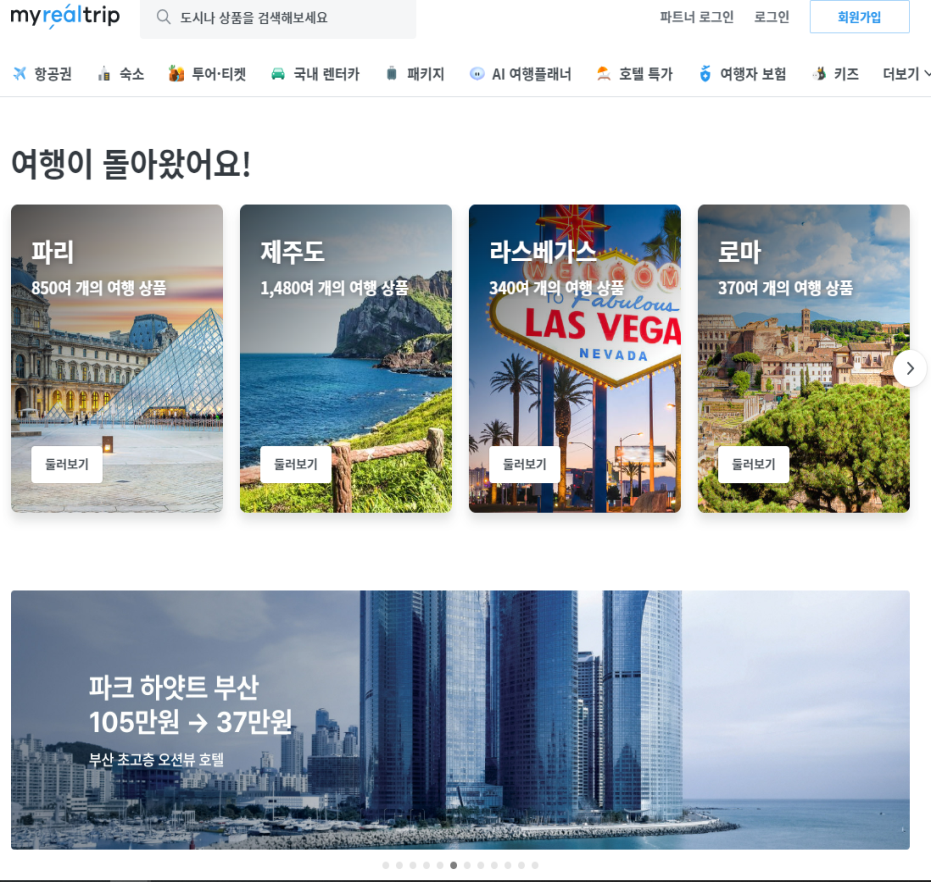 myrealtrip
도시나 상품을 검색해보세요
파트너 로그인
로그인
회원가입
항공권
숙소
투어·티켓
국내 렌터카
패키지
AI 여행플래너
호텔 특가
여행자 보험
키즈
더보기
여행이 돌아왔어요!
파리
850여 개의 여행 상품
둘러보기
제주도
1,480여 개의 여행 상품
둘러보기
라스베가스
340여 개의 여행 상품
WELCOME
TO Fabulous
LAS VEGA
NEVADA
둘러보기
로마
370여 개의 여행 상품
둘러보기
파크 하얏트 부산
105만원 → 37만원
부산 초고층 오션뷰 호텔